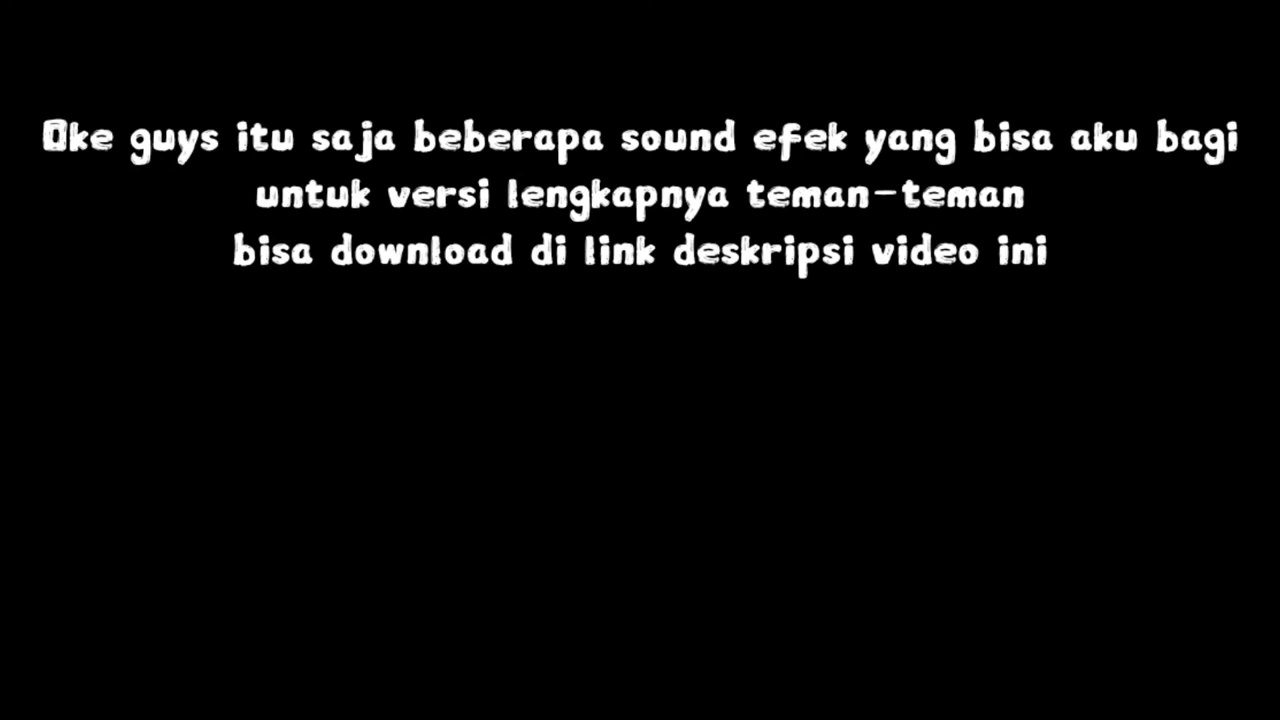 Oke guys itu saja beberapa sound efek yang bisa aku bagi
untuk versi lengkapnya teman-teman
bisa download di link deskripsi video ini